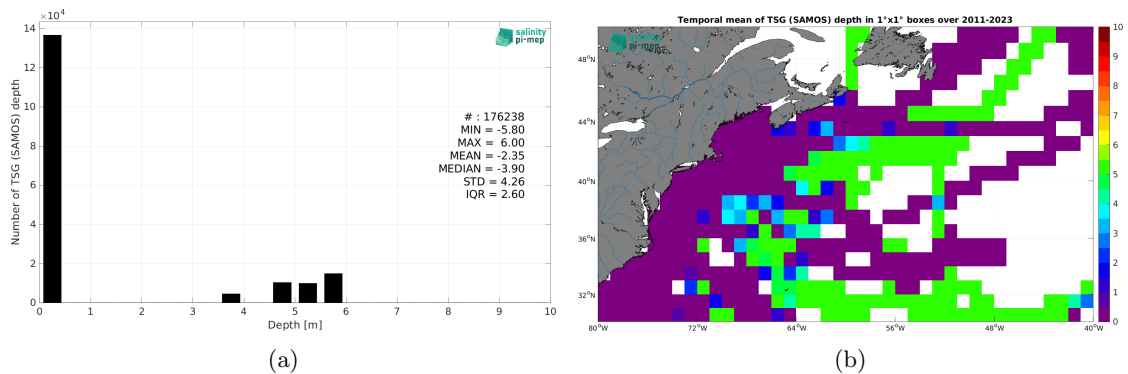 ×10⁴
14
12
10
8
6
4
2
0
Number of TSG (SAMOS) depth
salinity
pi-mep
# : 176238
MIN = -5.80
MAX = 6.00
MEAN = -2.35
MEDIAN = -3.90
STD = 4.26
IQR = 2.60
0 1 2 3 4 5 6 7 8 9 10
Depth [m]
(a)
Temporal mean of TSG (SAMOS) depth in 1°x1° boxes over 2011-2023
salinity
pi-mep
48°N
44°N
40°N
36°N
32°N
80°W 72°W 64°W 56°W 48°W 40°W
10
9
8
7
6
5
4
3
2
1
0
(b)